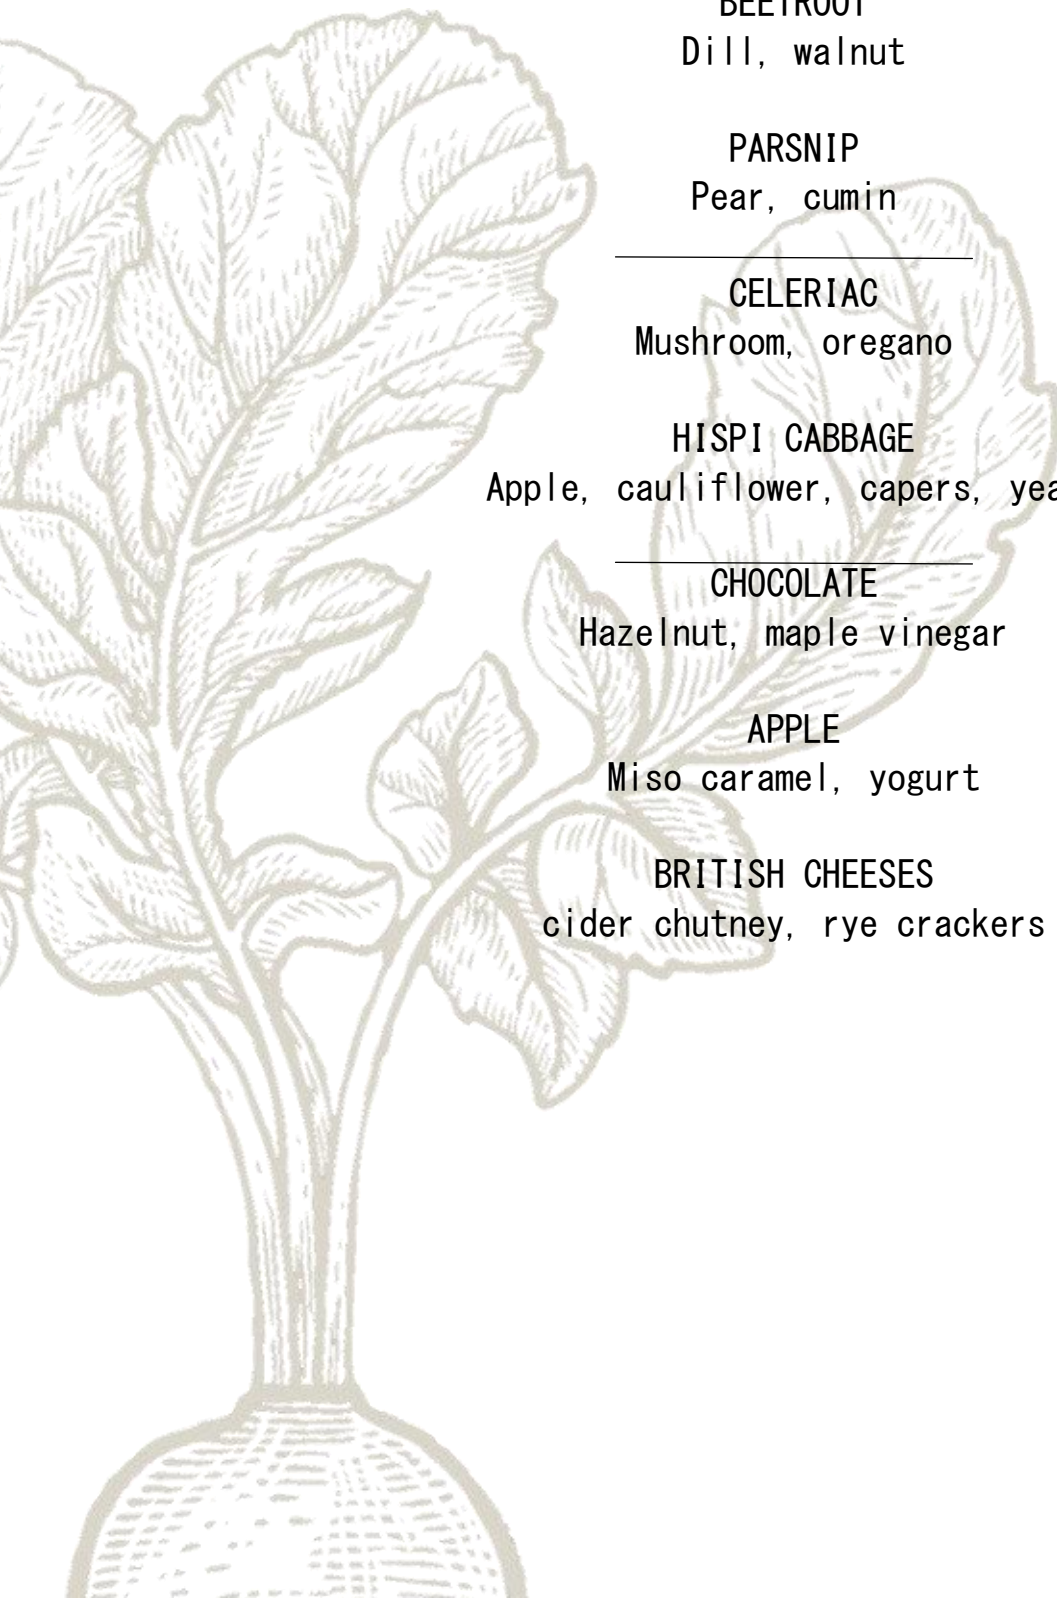 BEETROOT
Dill, walnut
PARSNIP
Pear, cumin
CELERIAC
Mushroom, oregano
HISPI CABBAGE
Apple, cauliflower, capers,
CHOCOLATE
Hazelnut, maple vinegar
APPLE
Miso caramel, yogurt
BRITISH CHEESES
cider chutney, rye crackers